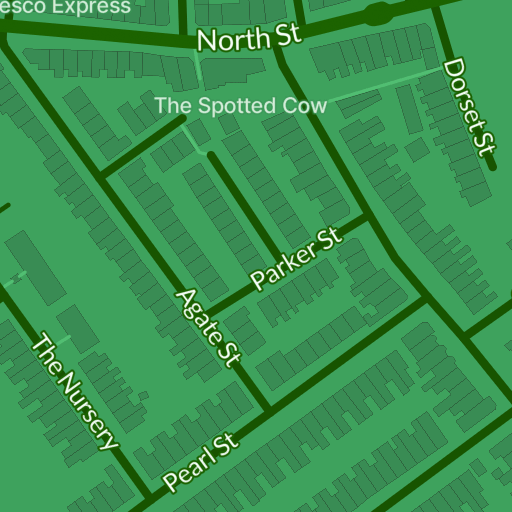 esco Express
North St
The Spotted Cow
Dorset St
Parker St
Agate St
The Nursery
Pearl St